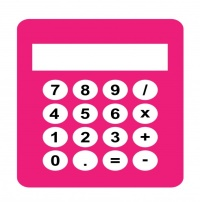 7 8 9 /
4 5 6 x
1 2 3 +
0 . = -